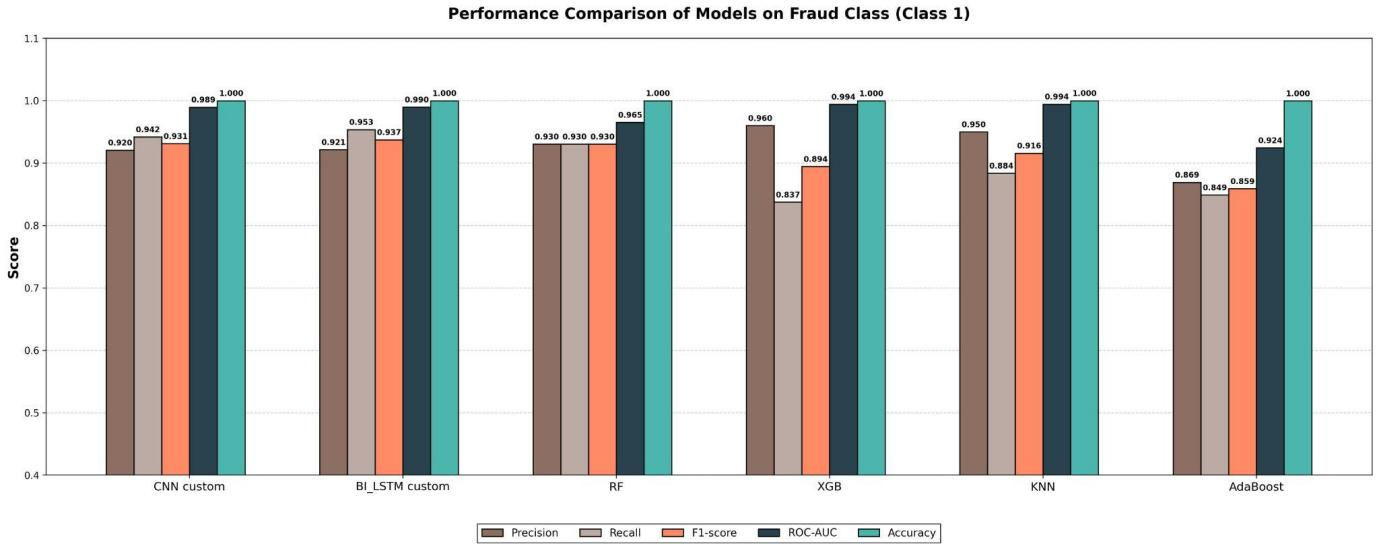 Performance Comparison of Models on Fraud Class (Class 1)
Score
1.1
1.0
0.9
0.8
0.7
0.6
0.5
0.4
0.920 0.942 0.931 0.989 1.000
0.921 0.953 0.937 0.990 1.000
0.930 0.930 0.930 0.965 1.000
0.960 0.837 0.894 0.994 1.000
0.950 0.884 0.916 0.994 1.000
0.869 0.849 0.859 0.924 1.000
CNN custom BI_LSTM custom RF XGB KNN AdaBoost
Precision Recall F1-score ROC-AUC Accuracy